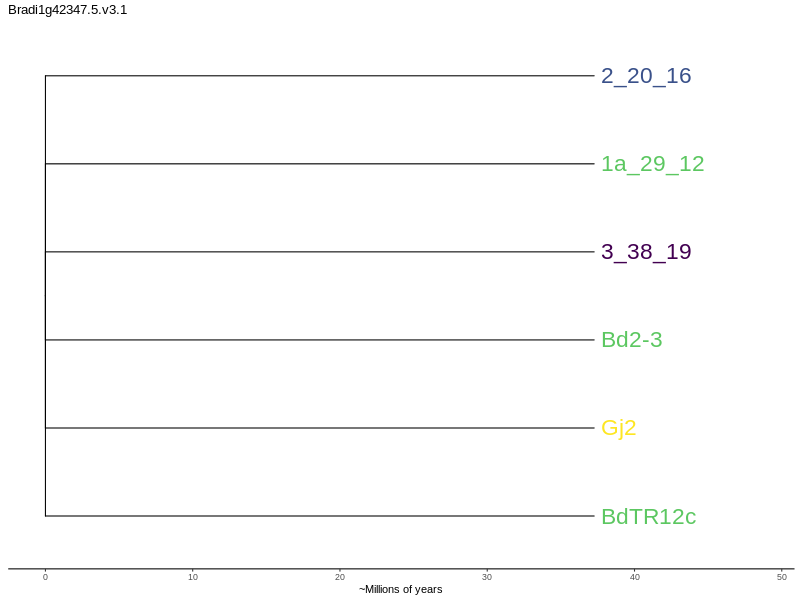 Bradi1g42347.5.v3.1
2_20_16
1a_29_12
3_38_19
Bd2-3
Gj2
BdTR12c
0 10 20 30 40 50
~Millions of years